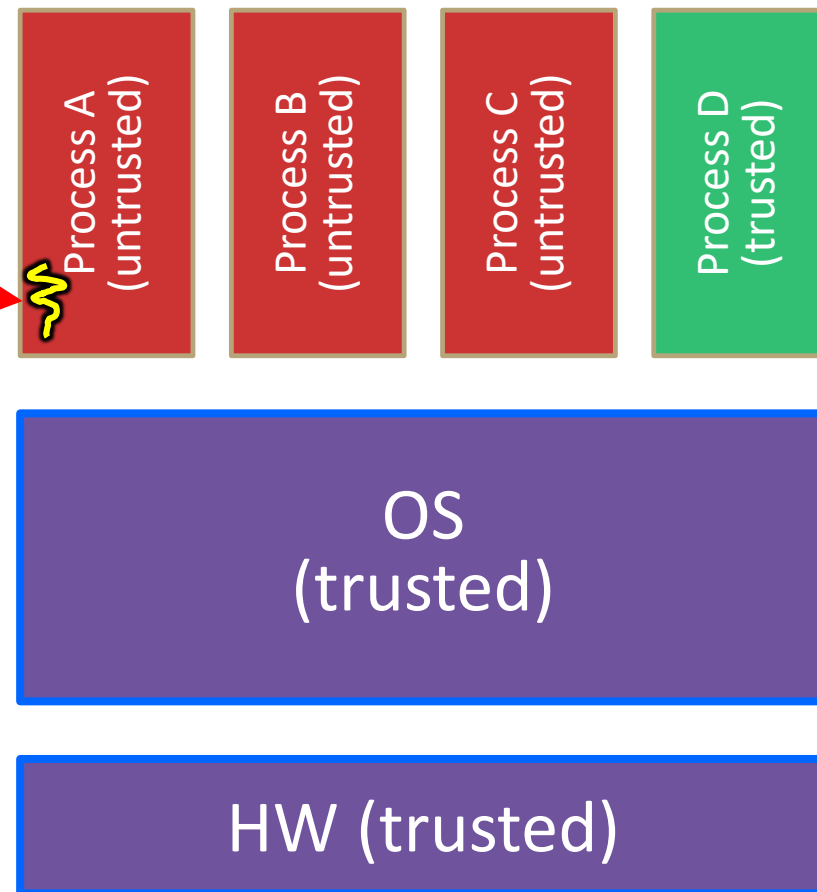 Process A
(untrusted)
Process B
(untrusted)
Process C
(untrusted)
Process D
(trusted)
OS
(trusted)
HW (trusted)